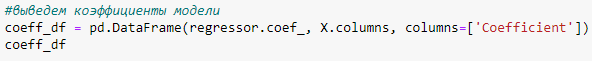 #выведем коэффициенты модели
coeff_df = pd.DataFrame(regressor.coef_, X.columns, columns=['Coefficient'])
coeff_df